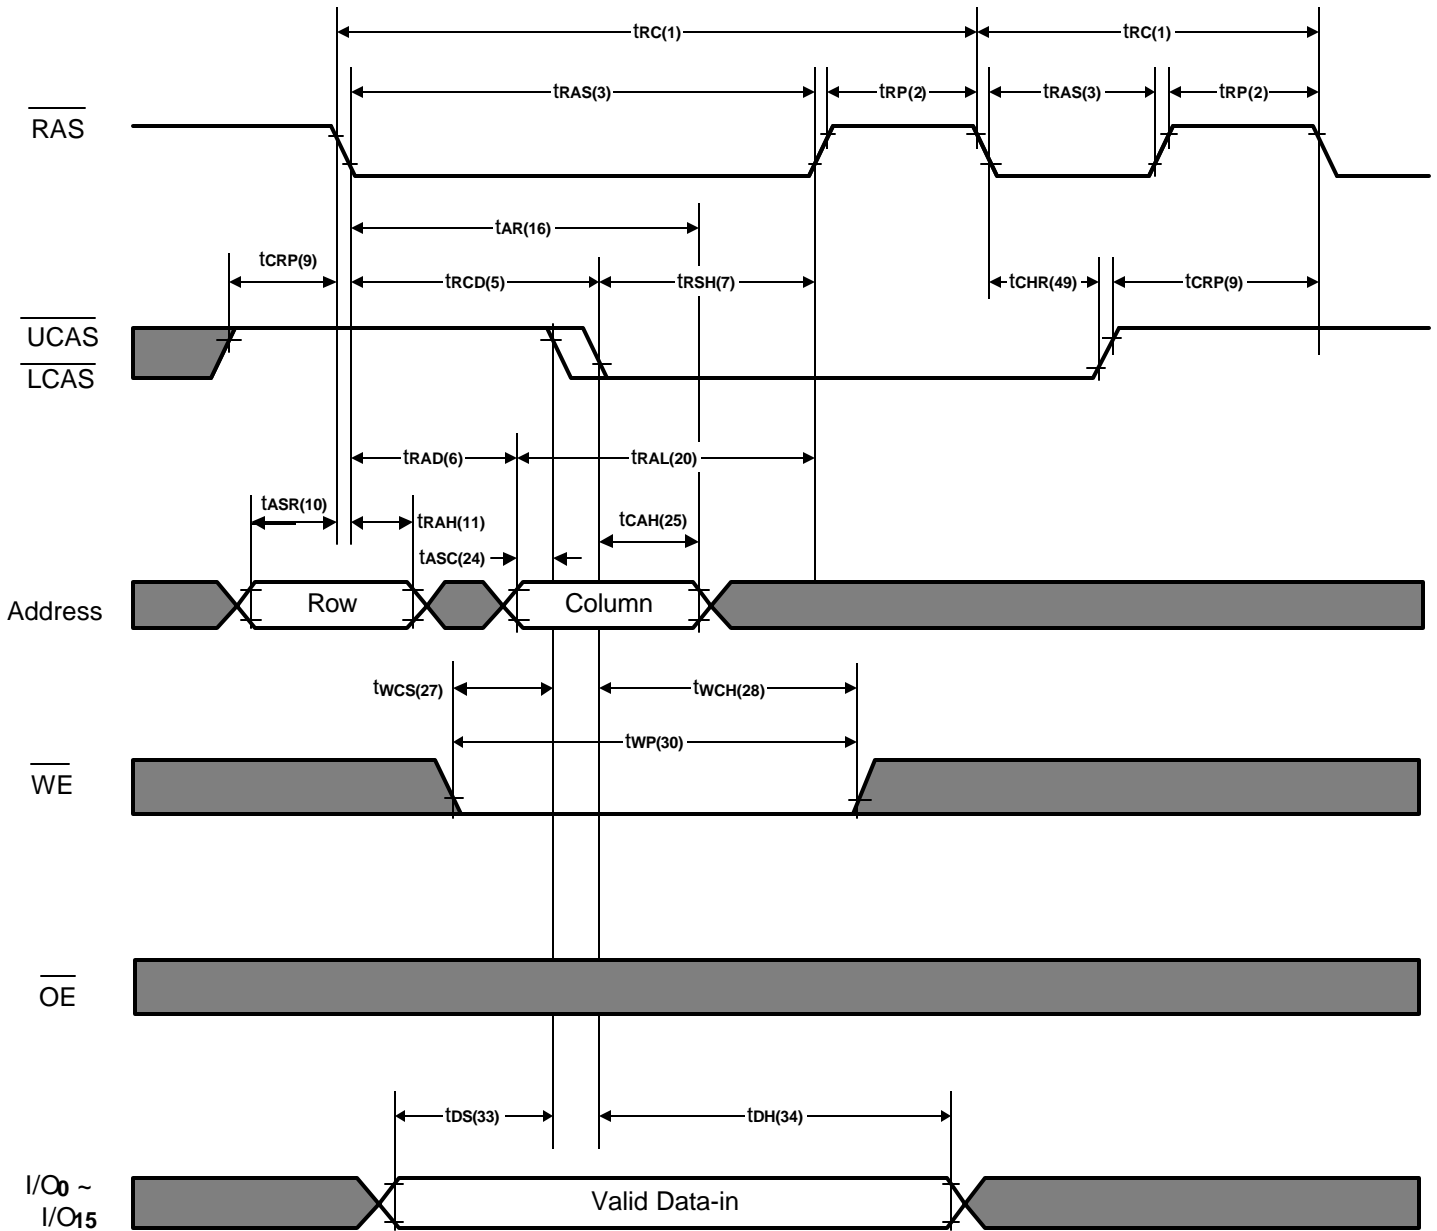 tRC(1) tRC(1)
tRAS(3) tRP(2) tRAS(3) tRP(2)
RAS
tAR(16)
tCRP(9) tRCD(5) tRSH(7) tCHR(49) tCRP(9)
UCAS
LCAS
tRAD(6) tRAL(20)
tASR(10) tRAH(11) tCAH(25)
tASC(24)
Address Row Column
tWCS(27) tWCH(28)
tWP(30)
WE
OE
tDS(33) tDH(34)
I/O0 ~
I/O15
Valid Data-in